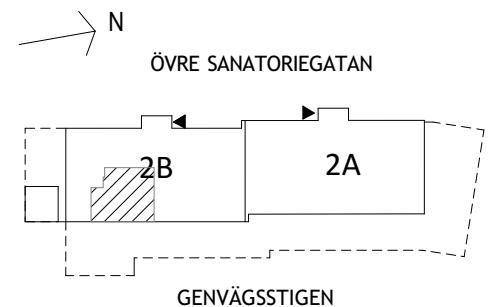 N
ÖVRE SANATORIEGATAN
2B
2A
GENVÄGSSTIGEN